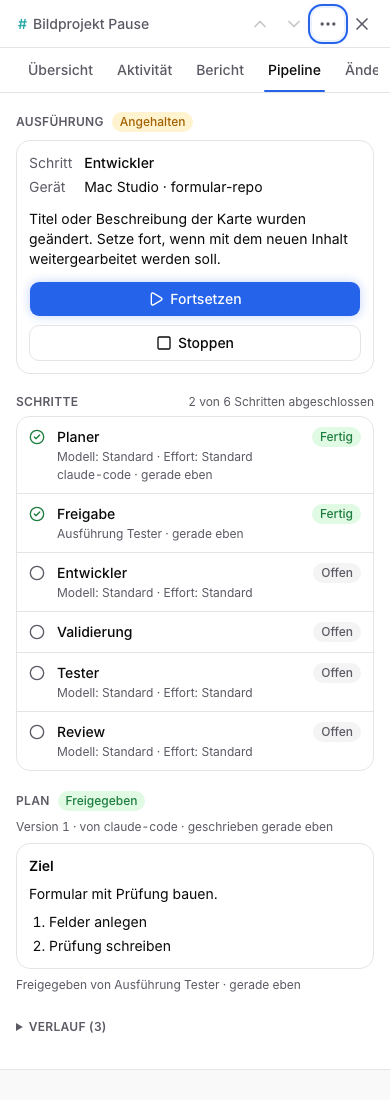 # Bildprojekt Pause
Übersicht Aktivität Bericht Pipeline Ände
AUSFÜHRUNG Angehalten
Schritt Entwickler
Gerät Mac Studio · formular-repo
Titel oder Beschreibung der Karte wurden
geändert. Setze fort, wenn mit dem neuen Inhalt
weitergearbeitet werden soll.
Fortsetzen
Stoppen
SCHRITTE 2 von 6 Schritten abgeschlossen
Planer Fertig
Modell: Standard · Effort: Standard
claude-code · gerade eben
Freigabe Fertig
Ausführung Tester · gerade eben
Entwickler Offen
Modell: Standard · Effort: Standard
Validierung Offen
Tester Offen
Modell: Standard · Effort: Standard
Review Offen
Modell: Standard · Effort: Standard
PLAN Freigegeben
Version 1 · von claude-code · geschrieben gerade eben
Ziel
Formular mit Prüfung bauen.
1. Felder anlegen
2. Prüfung schreiben
Freigegeben von Ausführung Tester · gerade eben
VERLAUF (3)